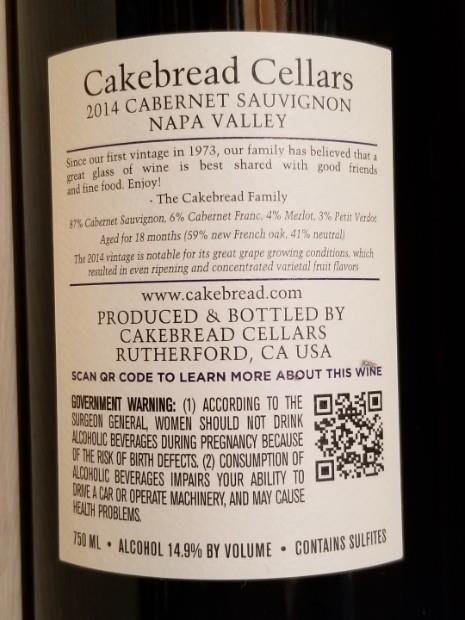 Cakebread Cellars
2014 CABERNET SAUVIGNON
NAPA VALLEY
Since our first vintage in 1973, our family has believed that a
great glass of wine is best shared with good friends
and fine food. Enjoy!
- The Cakebread Family
87% Cabernet Sauvignon, 6% Cabernet Franc, 4% Merlot, 3% Petit Verdot
Aged for 18 months (59% new French oak, 41% neutral)
The 2014 vintage is notable for its great grape growing conditions, which
resulted in even ripening and concentrated varietal fruit flavors
www.cakebread.com
PRODUCED & BOTTLED BY
CAKEBREAD CELLARS
RUTHERFORD, CA USA
SCAN QR CODE TO LEARN MORE ABOUT THIS WINE
GOVERNMENT WARNING: (1) ACCORDING TO THE
SURGEON GENERAL, WOMEN SHOULD NOT DRINK
ALCOHOLIC BEVERAGES DURING PREGNANCY BECAUSE
OF THE RISK OF BIRTH DEFECTS. (2) CONSUMPTION OF
ALCOHOLIC BEVERAGES IMPAIRS YOUR ABILITY TO
DRIVE A CAR OR OPERATE MACHINERY, AND MAY CAUSE
HEALTH PROBLEMS.
750 ML • ALCOHOL 14.9% BY VOLUME • CONTAINS SULFITES